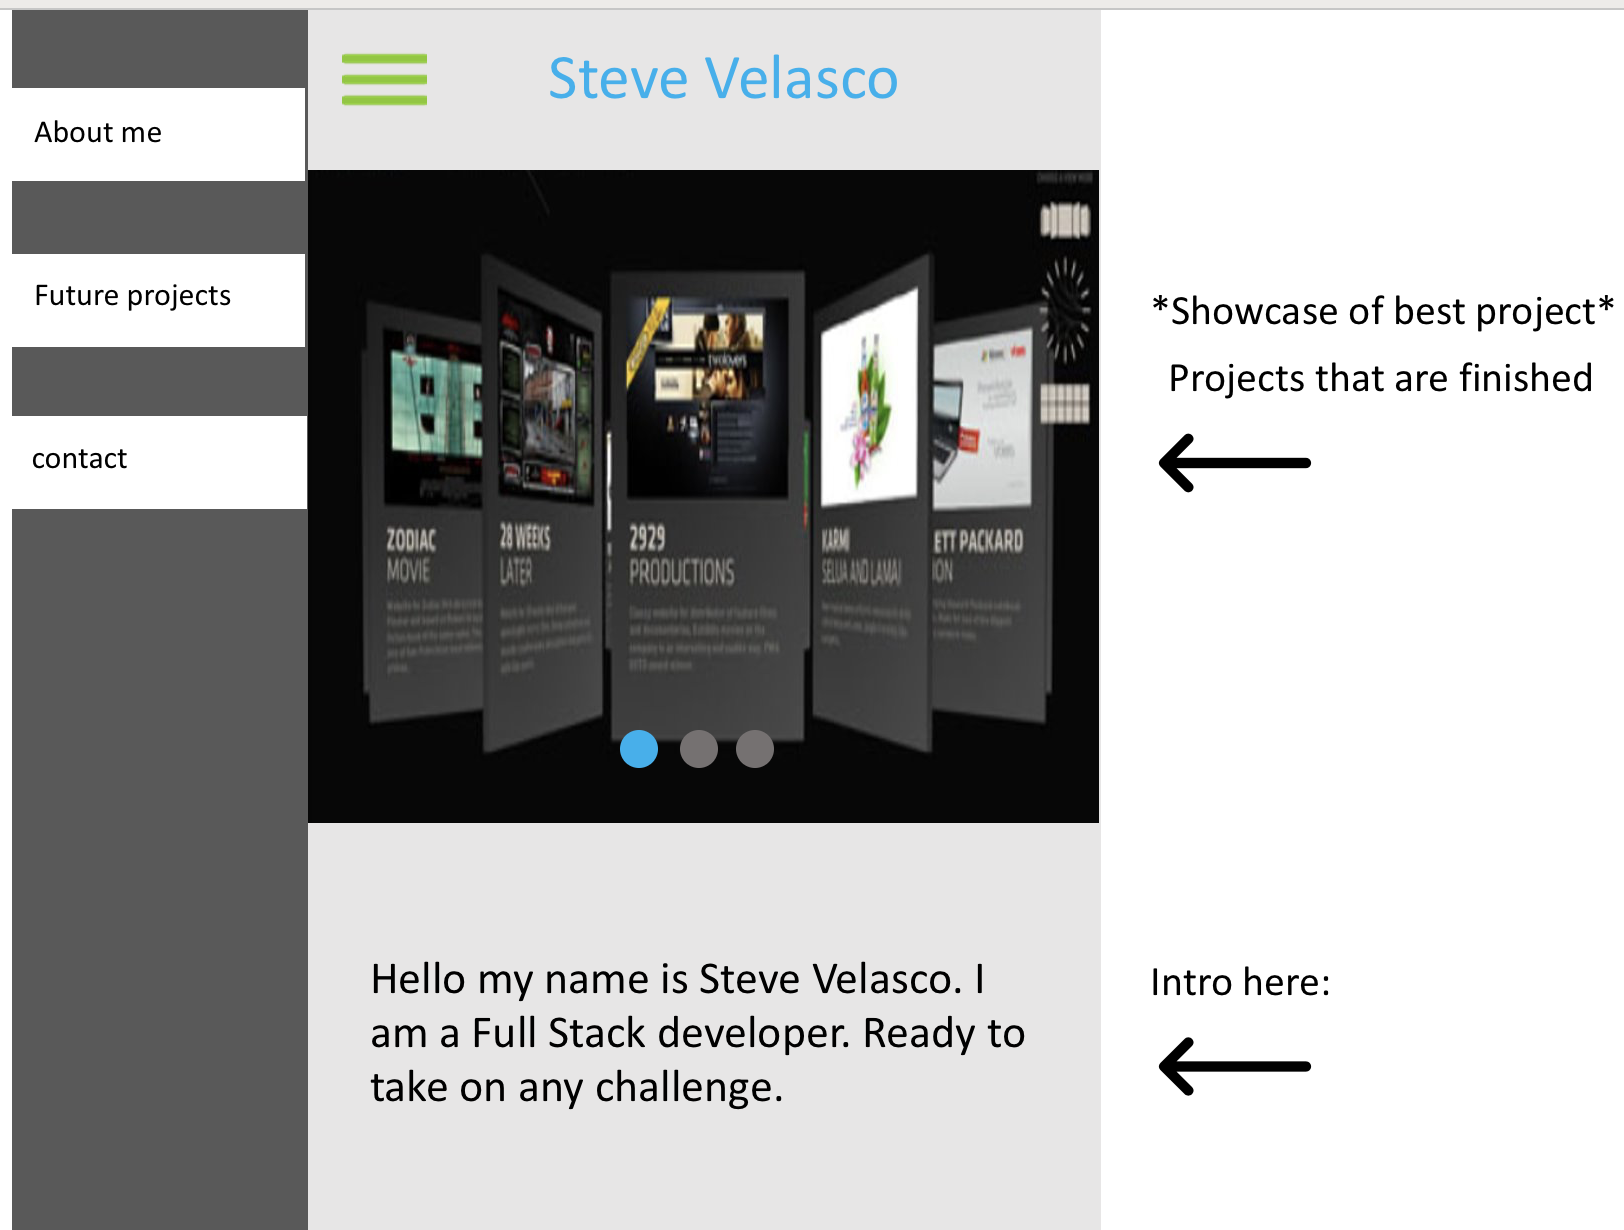 Steve Velasco
About me
Future projects
contact
ZODIAC
MOVIE
28 WEEKS
LATER
2929
PRODUCTIONS
KARMI
SELUA AND LAMAI
ETT PACKARD
ION
*Showcase of best project*
Projects that are finished
Hello my name is Steve Velasco. I
am a Full Stack developer. Ready to
take on any challenge.
Intro here: